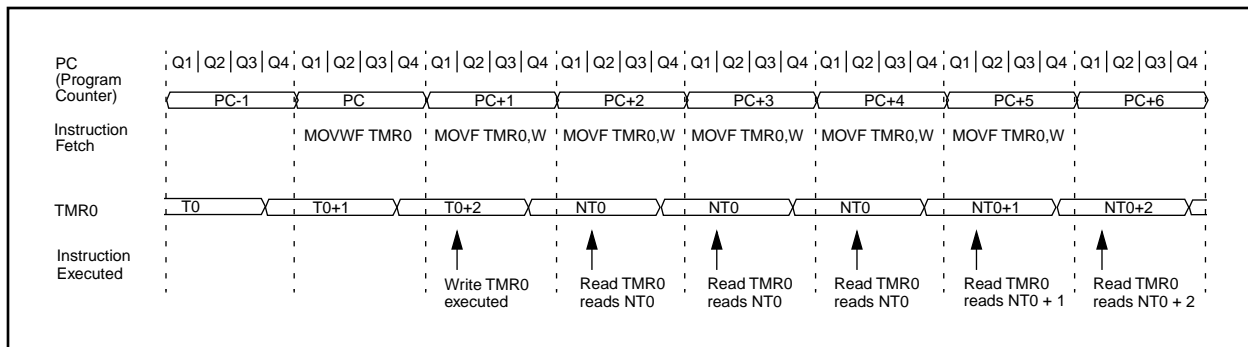 PC
(Program
Counter)
Q1 Q2 Q3 Q4 Q1 Q2 Q3 Q4 Q1 Q2 Q3 Q4 Q1 Q2 Q3 Q4 Q1 Q2 Q3 Q4 Q1 Q2 Q3 Q4 Q1 Q2 Q3 Q4 Q1 Q2 Q3 Q4
PC-1 PC PC+1 PC+2 PC+3 PC+4 PC+5 PC+6
Instruction
Fetch
MOVWF TMR0 MOVF TMR0,W MOVF TMR0,W MOVF TMR0,W MOVF TMR0,W MOVF TMR0,W
TMR0
T0 T0+1 T0+2 NT0 NT0 NT0 NT0+1 NT0+2
Instruction
Executed
Write TMR0
executed
Read TMR0
reads NT0
Read TMR0
reads NT0
Read TMR0
reads NT0
Read TMR0
reads NT0 + 1
Read TMR0
reads NT0 + 2